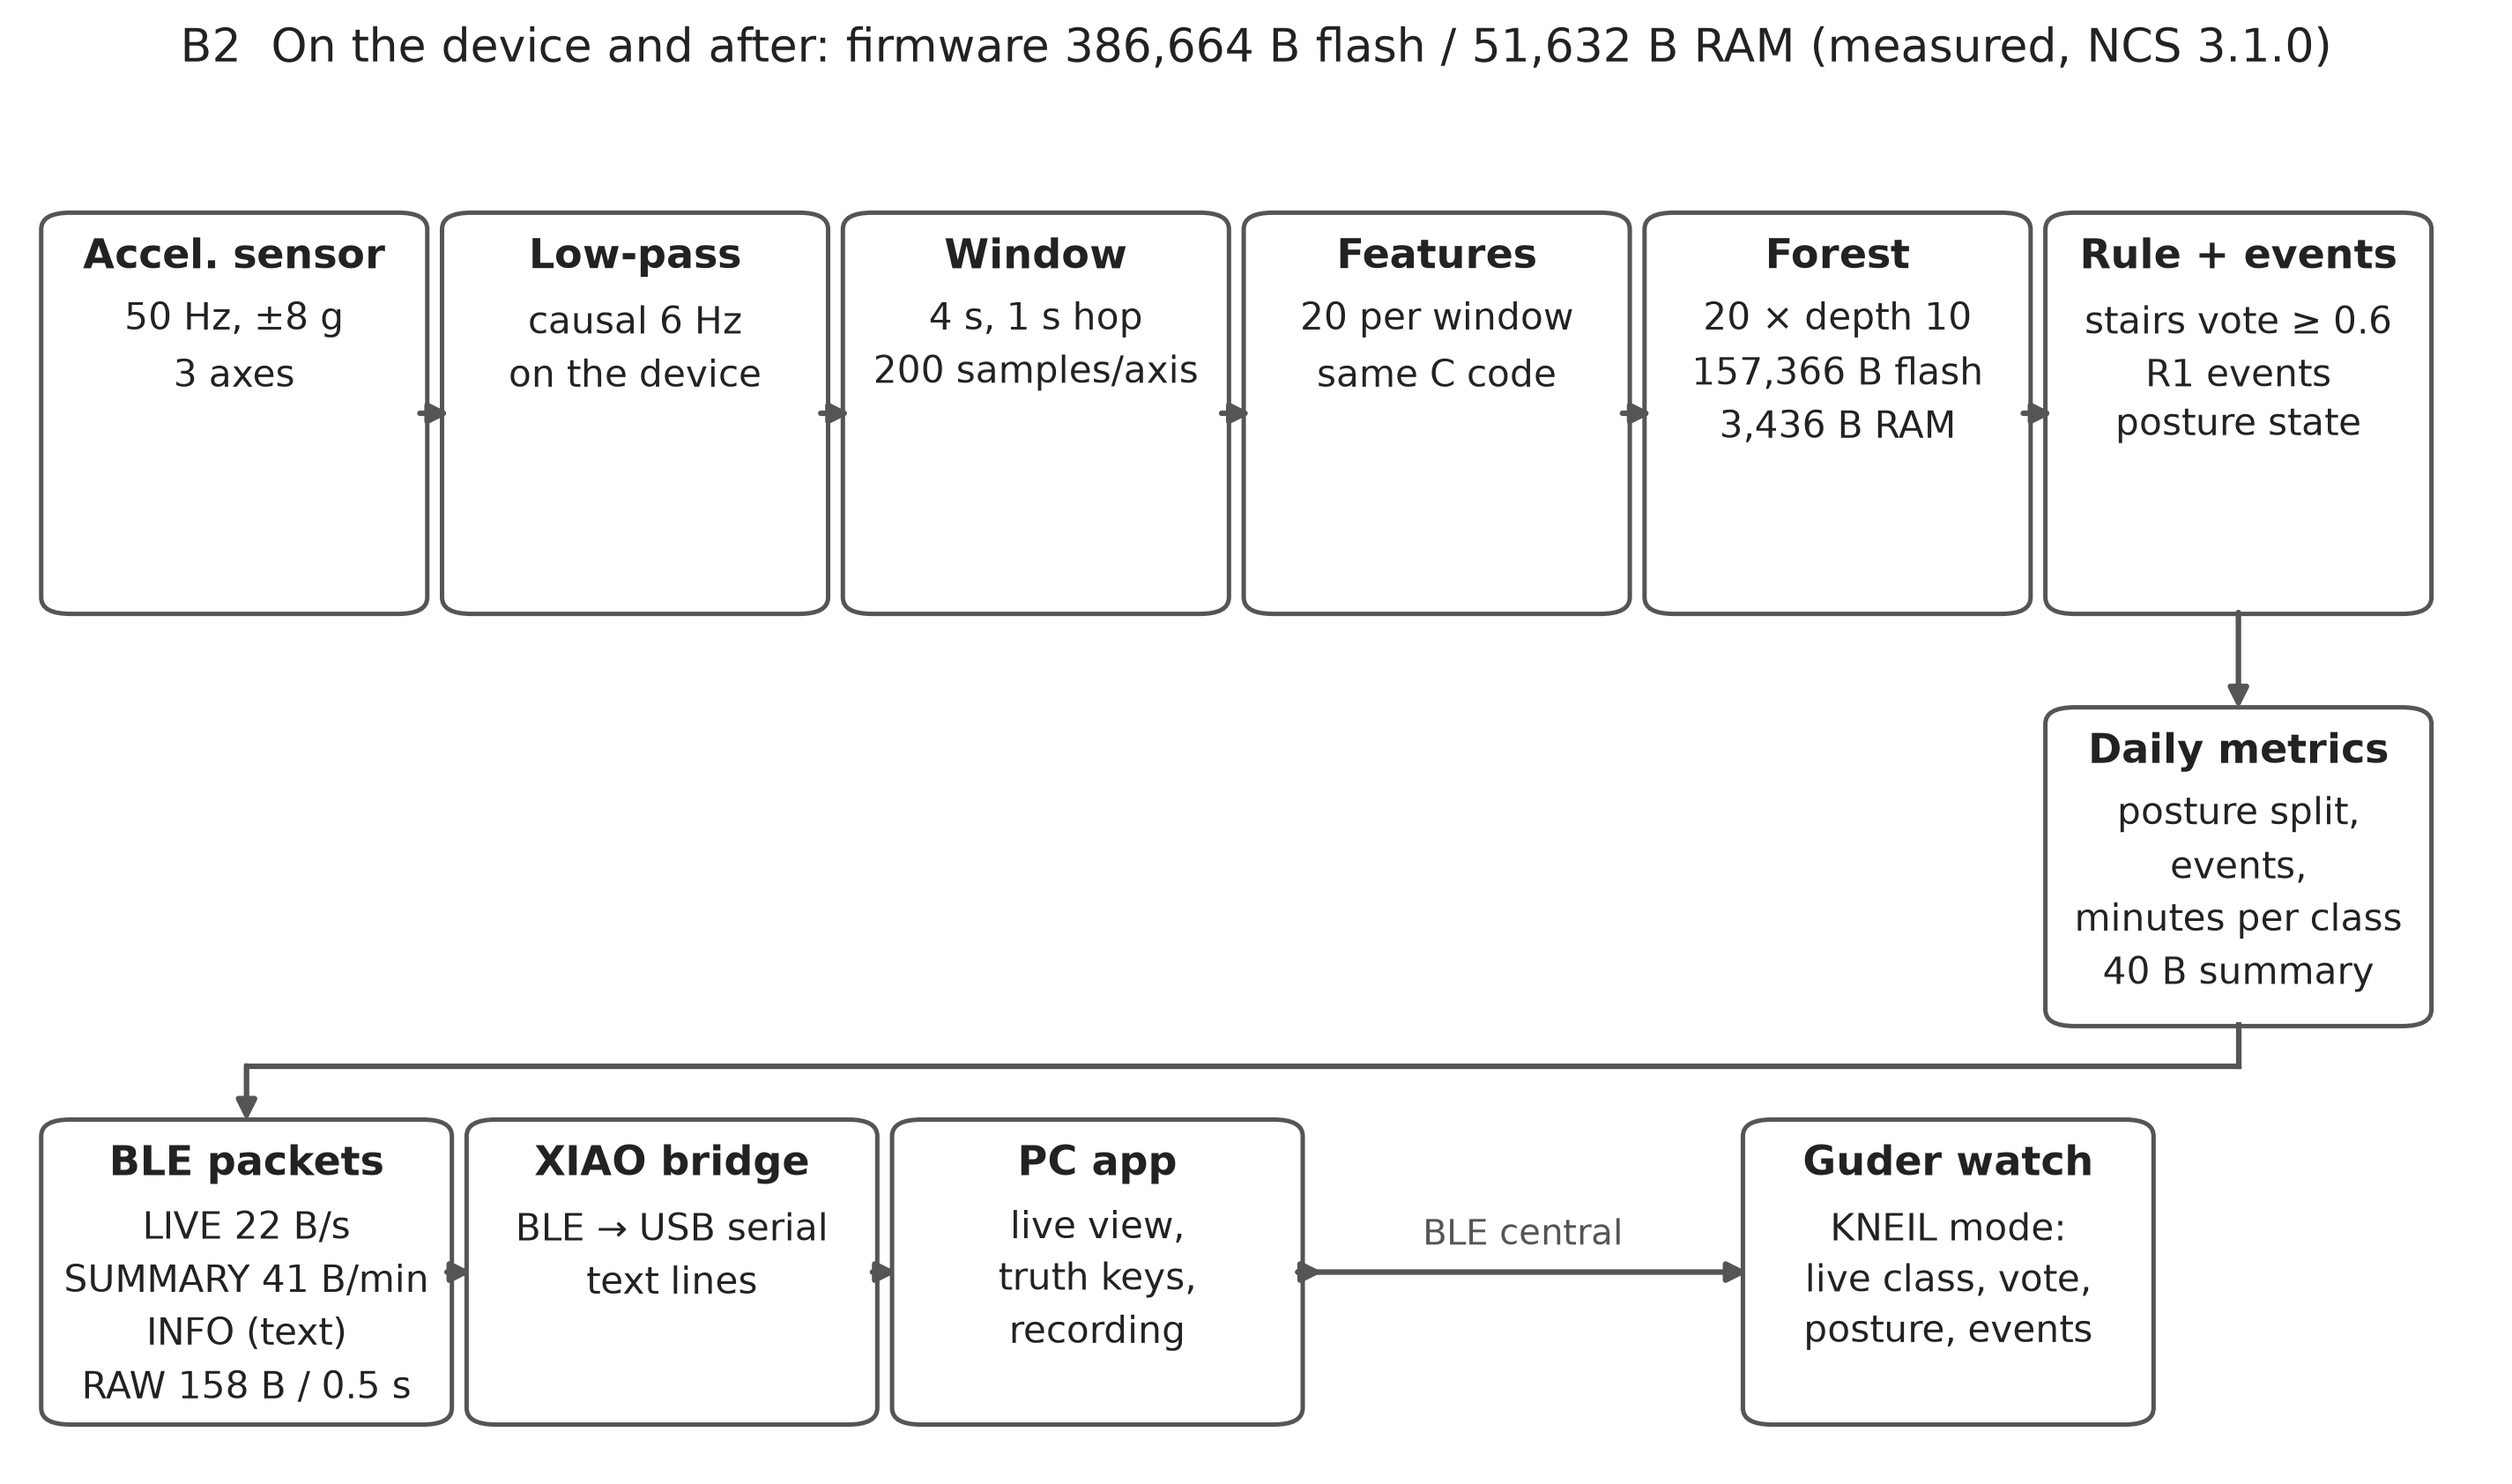 B2 On the device and after: firmware 386,664 B flash / 51,632 B RAM (measured, NCS 3.1.0)
Accel. sensor
50 Hz, ±8 g
3 axes
Low-pass
causal 6 Hz
on the device
Window
4 s, 1 s hop
200 samples/axis
Features
20 per window
same C code
Forest
20 × depth 10
157,366 B flash
3,436 B RAM
Rule + events
stairs vote ≥ 0.6
R1 events
posture state
Daily metrics
posture split,
events,
minutes per class
40 B summary
BLE packets
LIVE 22 B/s
SUMMARY 41 B/min
INFO (text)
RAW 158 B / 0.5 s
XIAO bridge
BLE → USB serial
text lines
PC app
live view,
truth keys,
recording
BLE central
Guder watch
KNEIL mode:
live class, vote,
posture, events